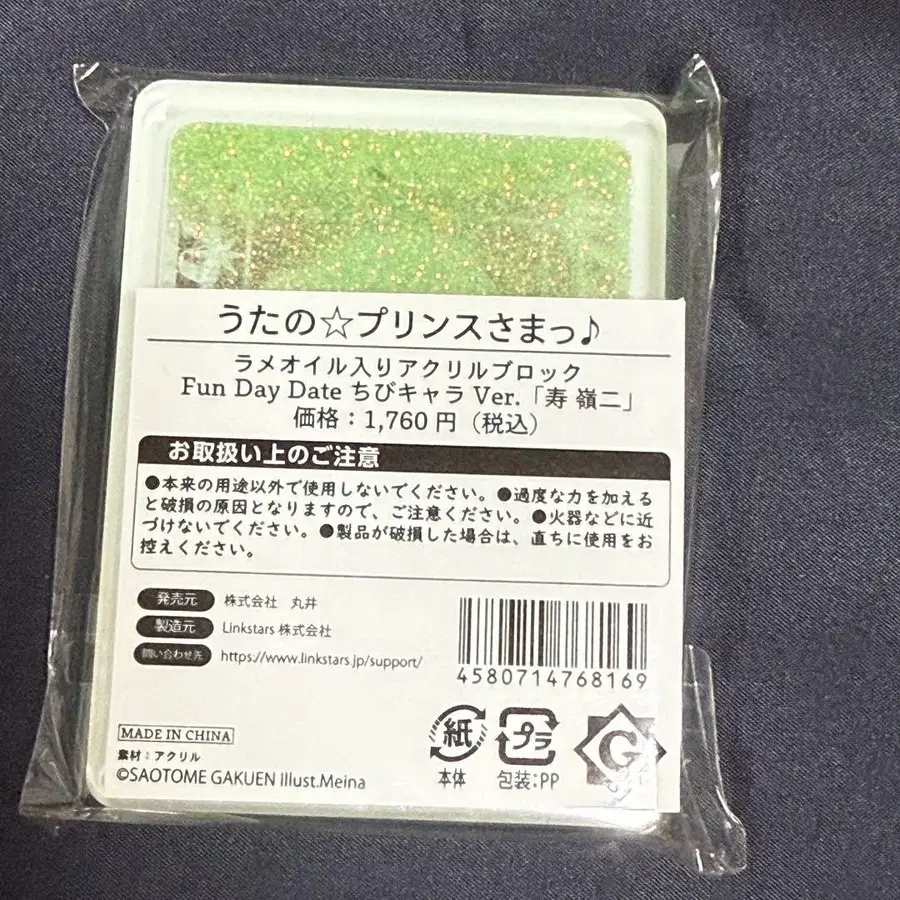 うたの☆プリンスさまっ♪
ラメオイル入りアクリルブロック
Fun Day Date ちびキャラ Ver.「寿 嶺二」
価格：1,760 円（税込）
お取扱い上のご注意
●本来の用途以外で使用しないでください。●過度な力を加える
と破損の原因となりますので、ご注意ください。●火器などに近
づけないでください。●製品が破損した場合は、直ちに使用をお
控えください。
発売元 株式会社 丸井
製造元 Linkstars 株式会社
問い合わせ先 https://www.linkstars.jp/support/
4580714768169
MADE IN CHINA
素材：アクリル
©SAOTOME GAKUEN Illust.Meina
紙
本体
プラ
包装:PP
G